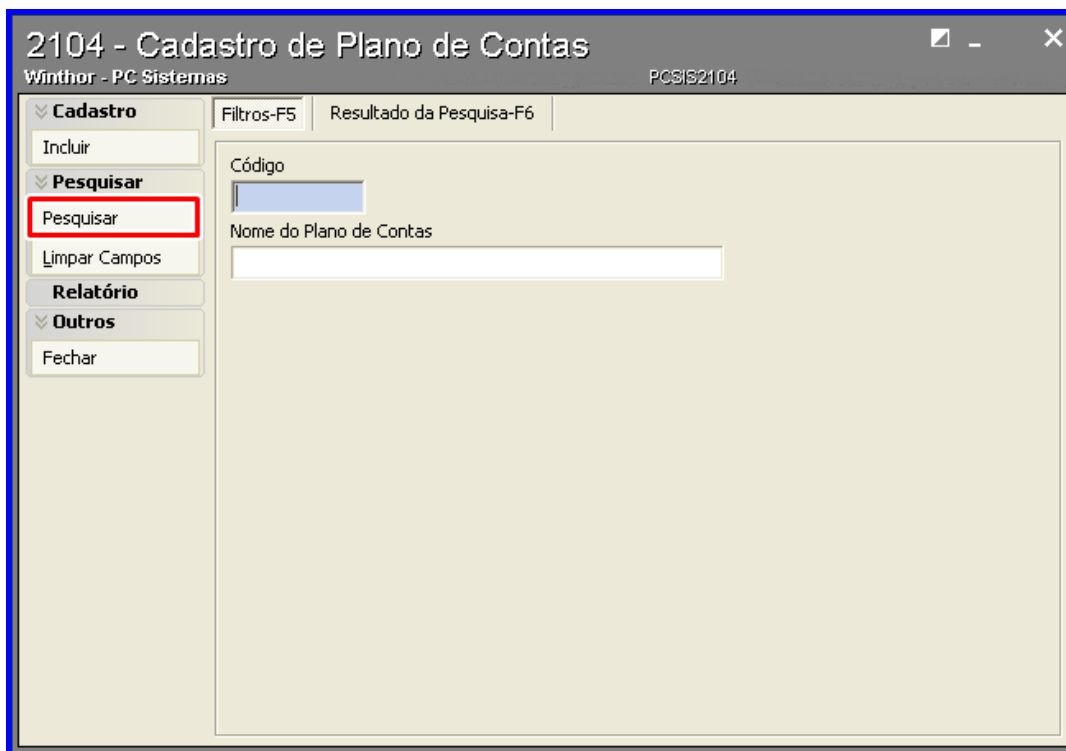 2104 - Cadastro de Plano de Contas
Winthor - PC Sistemas PCSIS2104
Cadastro
Incluir
Pesquisar
Pesquisar
Limpar Campos
Relatório
Outros
Fechar
Filtros-F5 Resultado da Pesquisa-F6
Código
Nome do Plano de Contas